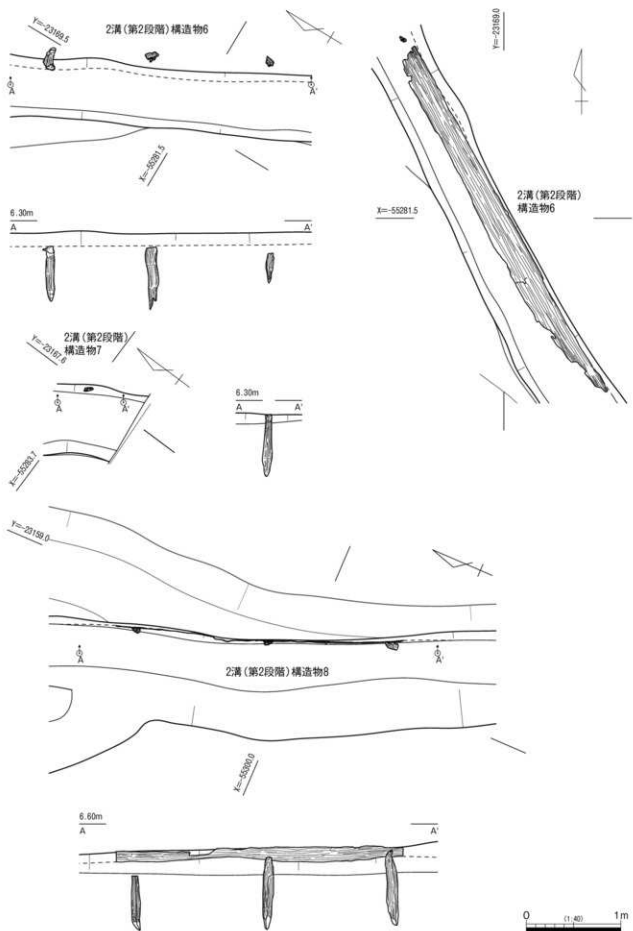 2溝(第2段階)構造物6
Y=-23169.5
A
A'
X=-55281.5
6.30m
A
A'
Y=-23169.0
X=-55281.5
2溝(第2段階)
構造物6
2溝(第2段階)
構造物7
Y=-23167.6
A
A'
X=-55283.7
6.30m
A
A'
Y=-23159.0
A
A'
2溝(第2段階)構造物8
X=-55300.0
6.60m
A
A'
0
(1:40)
1m